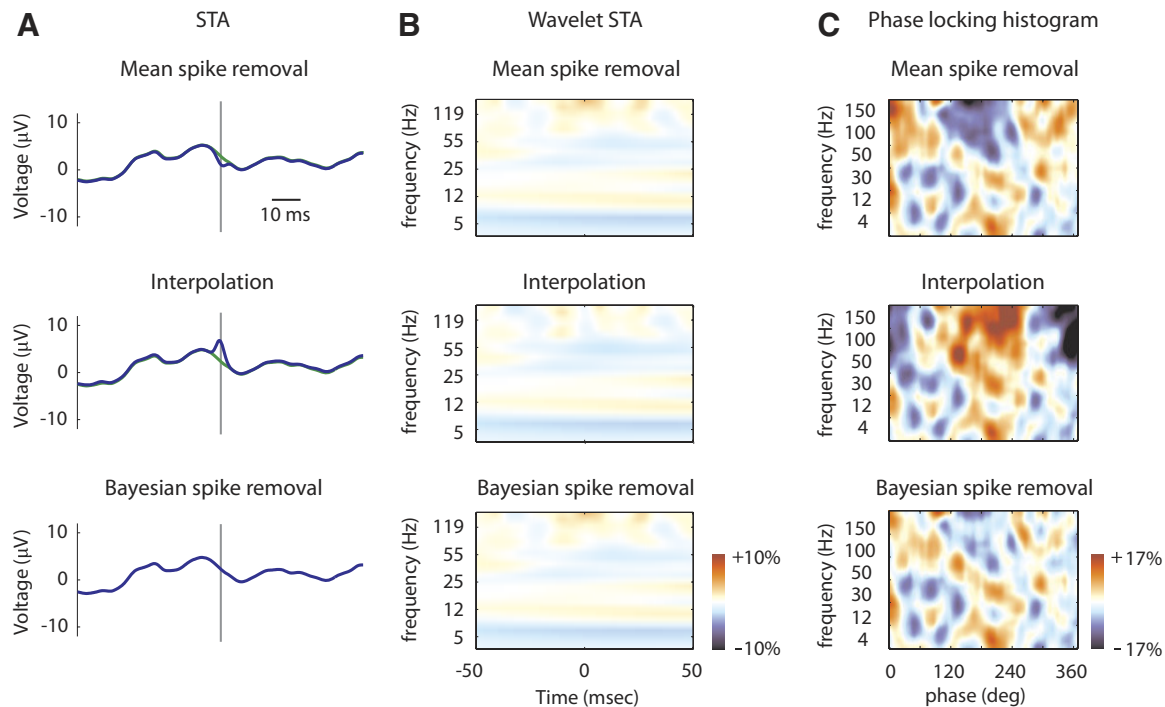 A
STA
Mean spike removal
Voltage (μV)
10
0
-10
10 ms
Interpolation
Voltage (μV)
10
0
-10
Bayesian spike removal
Voltage (μV)
10
0
-10
B
Wavelet STA
Mean spike removal
frequency (Hz)
119
55
25
12
5
Interpolation
frequency (Hz)
119
55
25
12
5
Bayesian spike removal
frequency (Hz)
119
55
25
12
5
-50
0
50
Time (msec)
+10%
-10%
C
Phase locking histogram
Mean spike removal
frequency (Hz)
150
100
50
30
12
4
Interpolation
frequency (Hz)
150
100
50
30
12
4
Bayesian spike removal
frequency (Hz)
150
100
50
30
12
4
0
120
240
360
phase (deg)
+17%
-17%